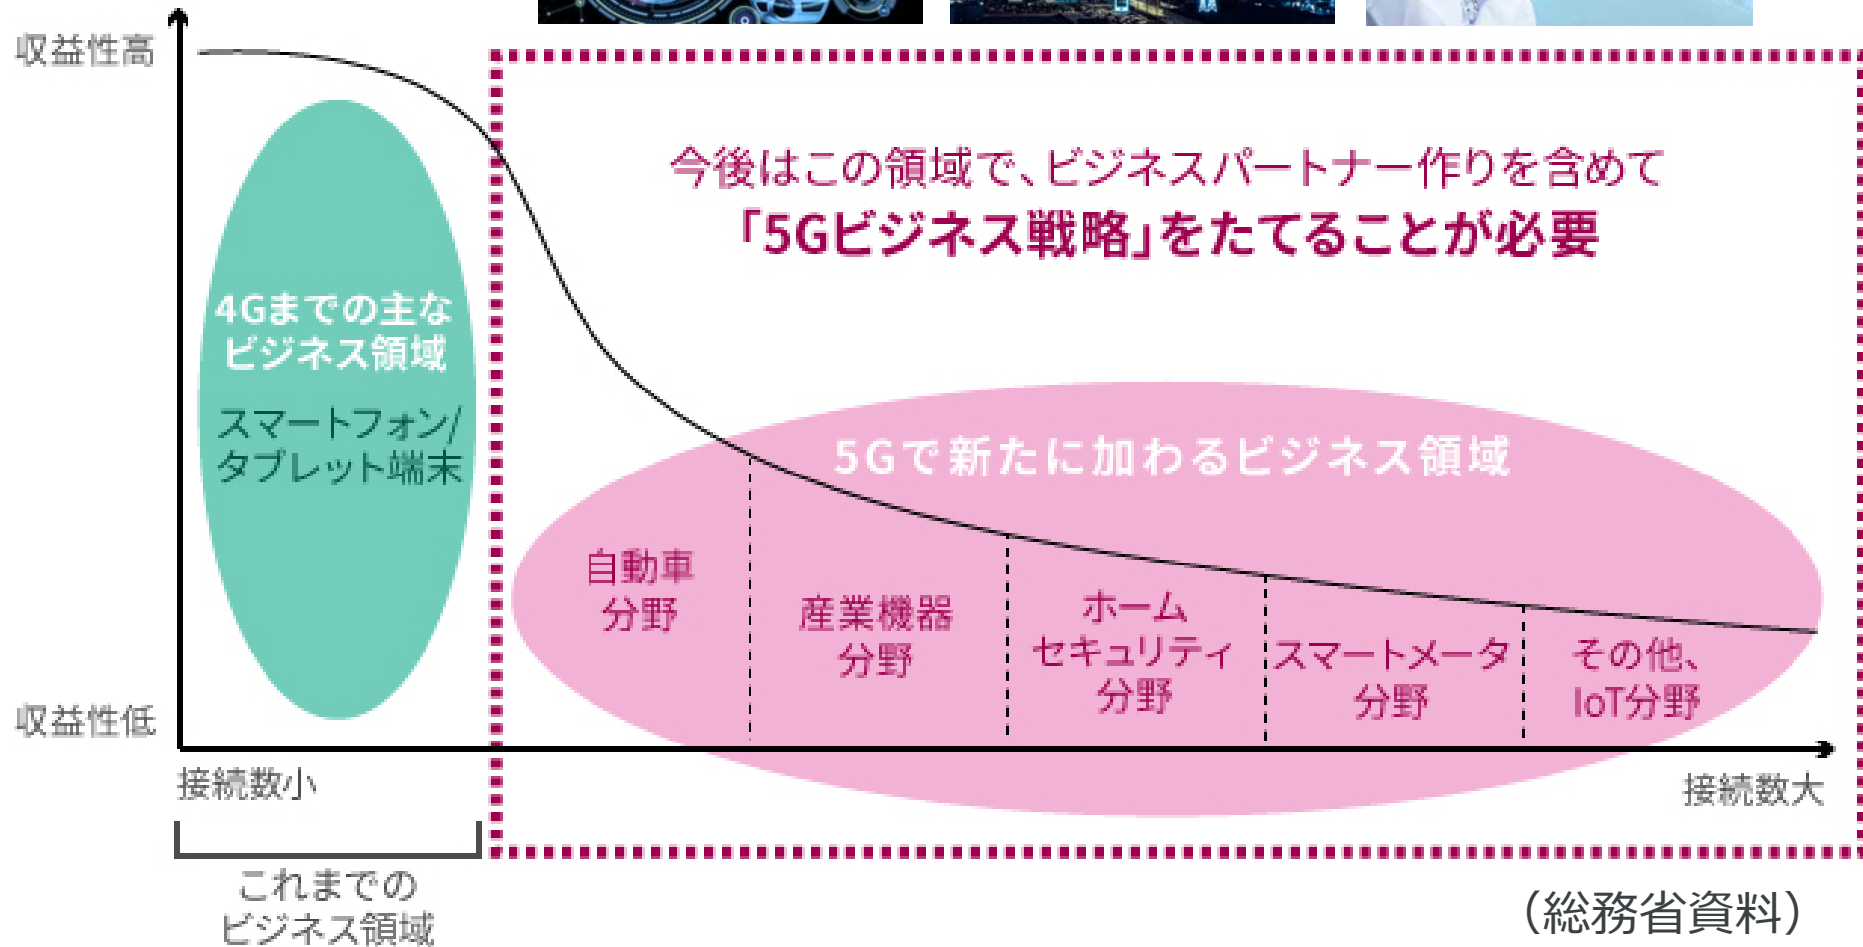 収益性高
今後はこの領域で、ビジネスパートナー作りを含めて
「5Gビジネス戦略」をたてることが必要
4Gまでの主な
ビジネス領域
スマートフォン/
タブレット端末
5Gで新たに加わるビジネス領域
自動車
分野
産業機器
分野
ホーム
セキュリティ
分野
スマートメータ
分野
その他、
IoT分野
収益性低
接続数小
接続数大
これまでの
ビジネス領域
（総務省資料）